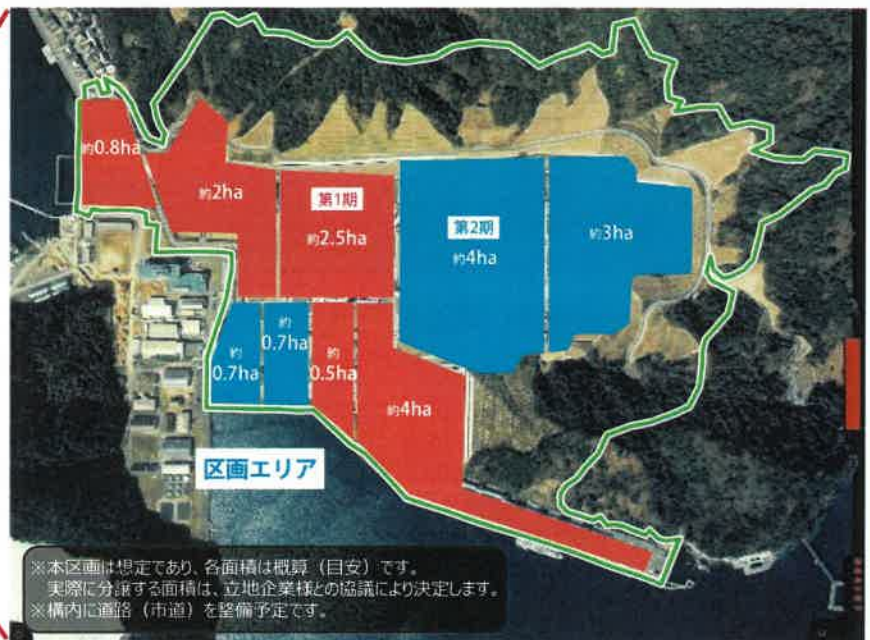 約0.8ha
約2ha
第1期
約2.5ha
第2期
約4ha
約3ha
約
0.7ha
約
0.7ha
約
0.5ha
約4ha
区画エリア
※本区画は想定であり、各面積は概算（目安）です。
実際に分譲する面積は、立地企業様との協議により決定します。
※構内に道路（市道）を整備予定です。